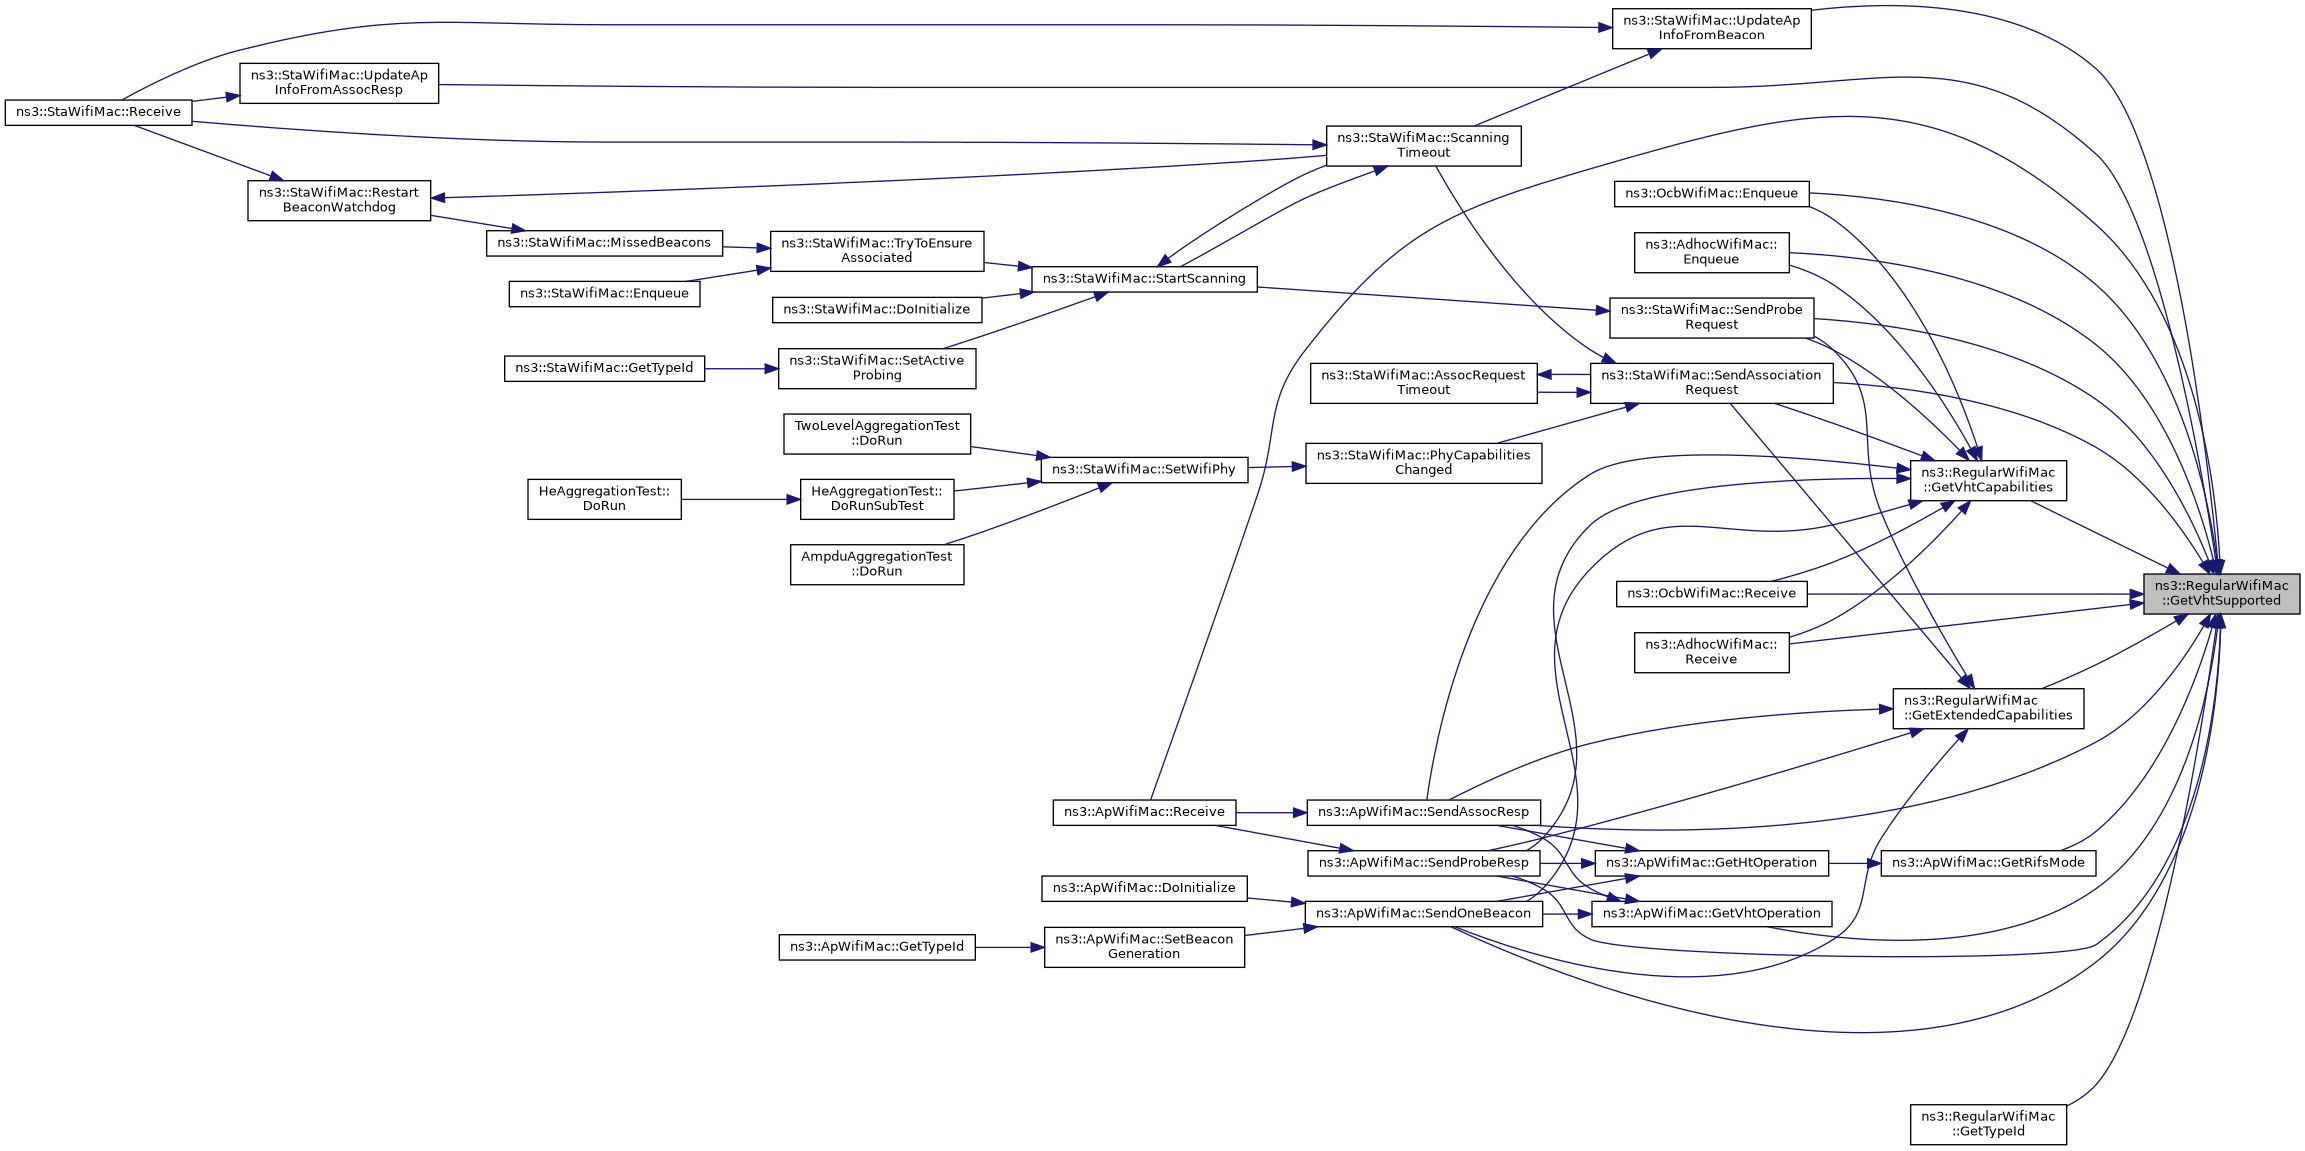 ns3::StaWifiMac::UpdateAp
InfoFromBeacon
ns3::StaWifiMac::UpdateAp
InfoFromAssocResp
ns3::StaWifiMac::Receive
ns3::StaWifiMac::Scanning
Timeout
ns3::StaWifiMac::Restart
BeaconWatchdog
ns3::OcbWifiMac::Enqueue
ns3::StaWifiMac::MissedBeacons
ns3::StaWifiMac::TryToEnsure
Associated
ns3::AdhocWifiMac::
Enqueue
ns3::StaWifiMac::StartScanning
ns3::StaWifiMac::Enqueue
ns3::StaWifiMac::DoInitialize
ns3::StaWifiMac::SendProbe
Request
ns3::StaWifiMac::GetTypeId
ns3::StaWifiMac::SetActive
Probing
ns3::StaWifiMac::AssocRequest
Timeout
ns3::StaWifiMac::SendAssociation
Request
TwoLevelAggregationTest
::DoRun
ns3::StaWifiMac::SetWifiPhy
ns3::StaWifiMac::PhyCapabilities
Changed
ns3::RegularWifiMac
::GetVhtCapabilities
HeAggregationTest::
DoRun
HeAggregationTest::
DoRunSubTest
AmpduAggregationTest
::DoRun
ns3::OcbWifiMac::Receive
ns3::RegularWifiMac
::GetVhtSupported
ns3::AdhocWifiMac::
Receive
ns3::RegularWifiMac
::GetExtendedCapabilities
ns3::ApWifiMac::Receive
ns3::ApWifiMac::SendAssocResp
ns3::ApWifiMac::SendProbeResp
ns3::ApWifiMac::GetHtOperation
ns3::ApWifiMac::GetRifsMode
ns3::ApWifiMac::DoInitialize
ns3::ApWifiMac::SendOneBeacon
ns3::ApWifiMac::GetVhtOperation
ns3::ApWifiMac::GetTypeId
ns3::ApWifiMac::SetBeacon
Generation
ns3::RegularWifiMac
::GetTypeId